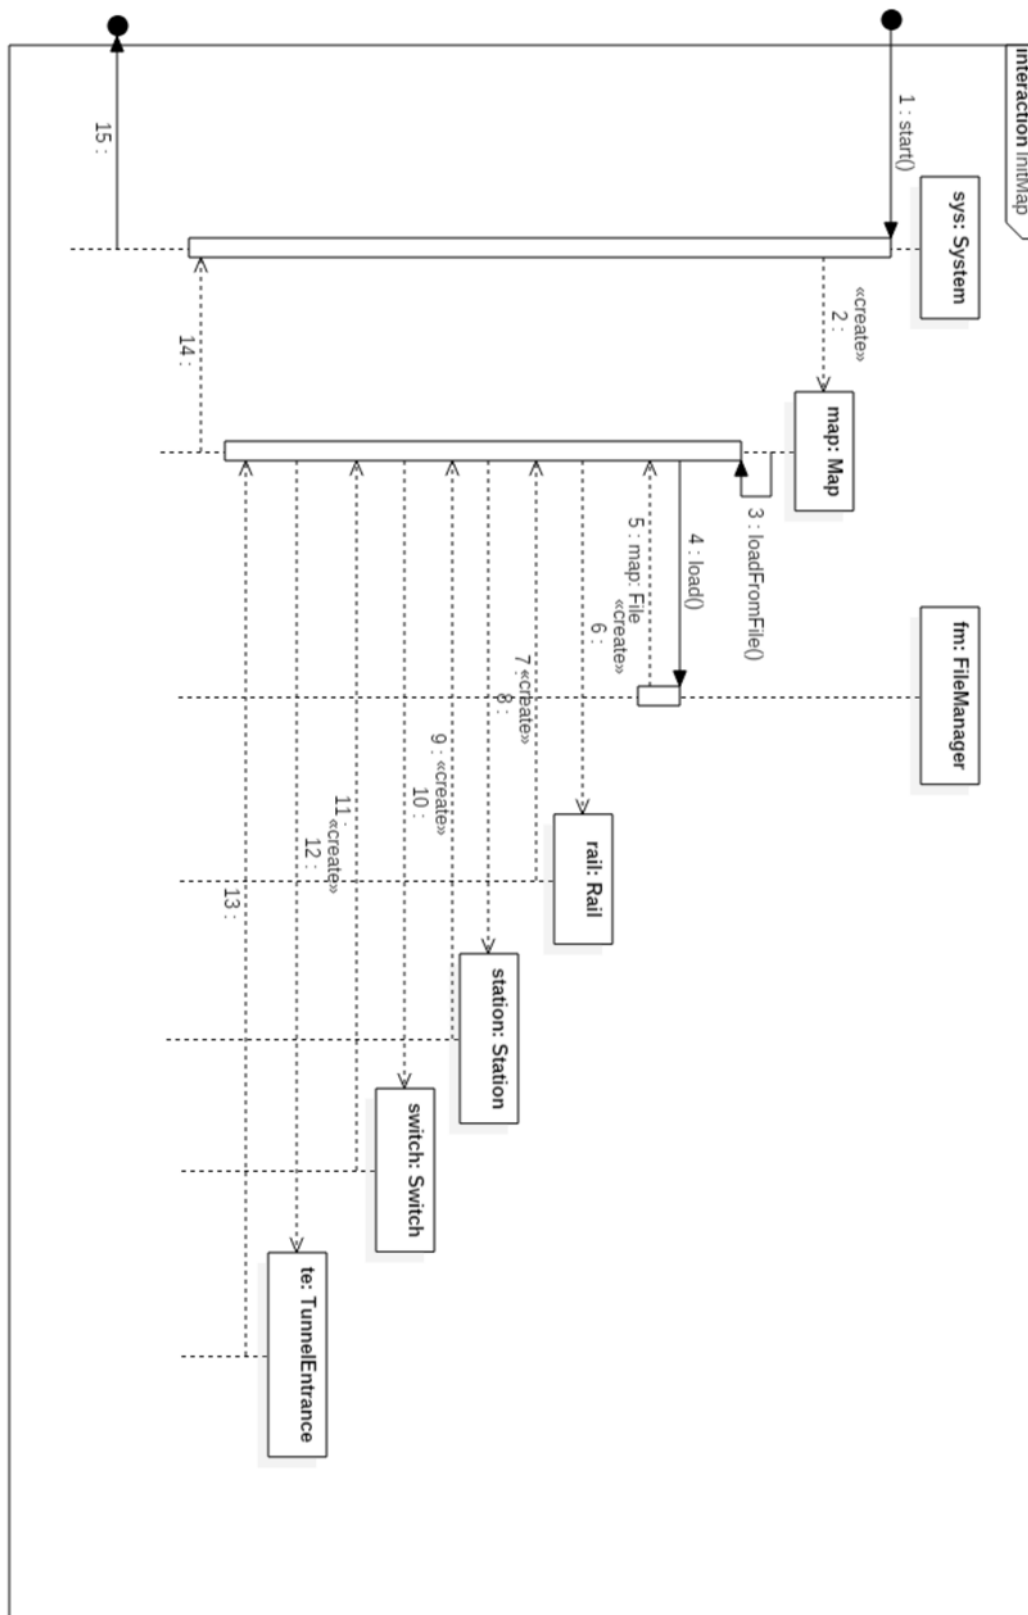 interaction InitMap
1 : start()
sys: System
«create»
2 :
map: Map
3 : loadFromFile()
fm: FileManager
4 : load()
5 : map: File
«create»
6 :
rail: Rail
7 :
«create»
8 :
station: Station
9 :
«create»
10 :
switch: Switch
11 :
«create»
12 :
te: TunnelEntrance
13 :
14 :
15 :